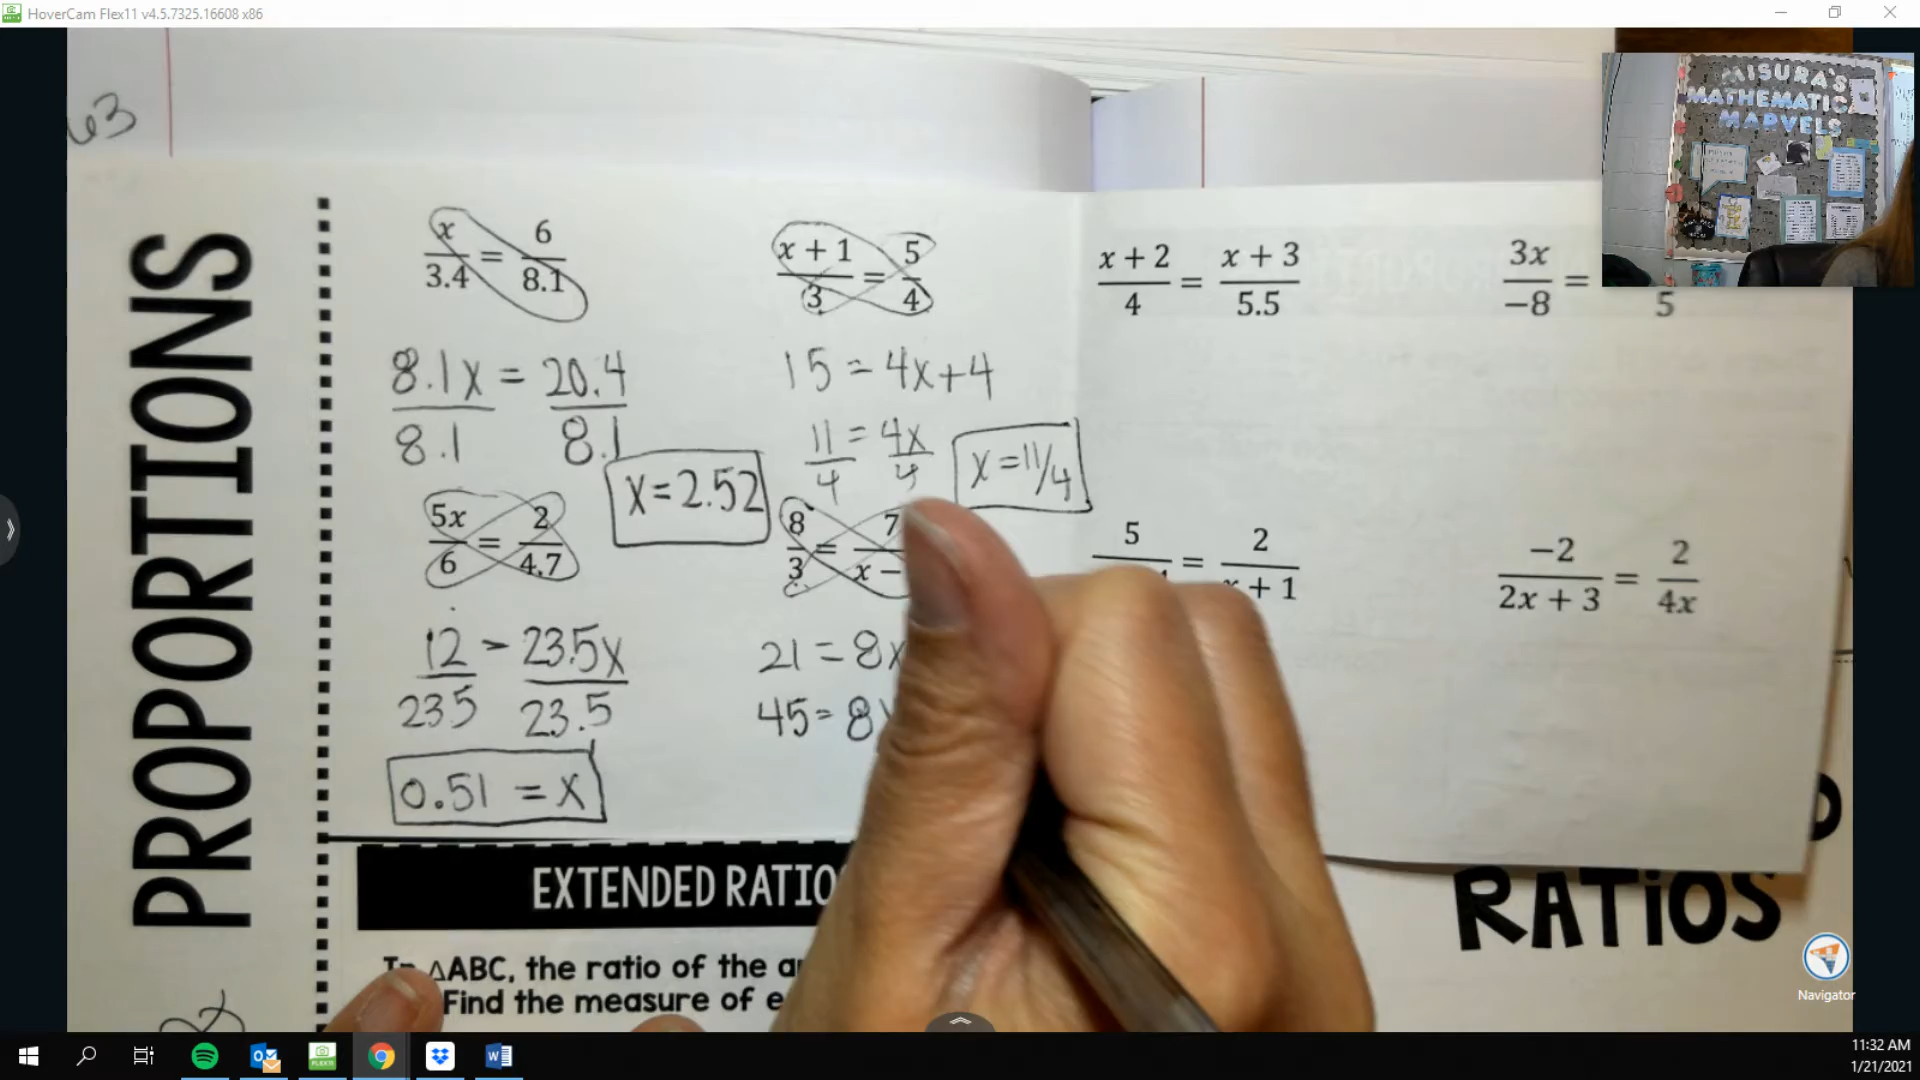 HoverCam Flex11 v4.5.7325.16608 x86
63
MISURA'S
MATHEMATIC
MARVELS
PROPORTIONS
x/3.4 = 6/8.1
8.1x = 20.4
8.1 8.1
x=2.52
x + 1/3 = 5/4
15 = 4x+4
11/4 = 4x/4
x=11/4
x + 2/4 = x + 3/5.5
3x/−8 =
5
5x/6 = 2/4.7
12 = 23.5x
23.5 23.5
0.51 = x
8/3 = 7/x −
21 = 8x
45 = 8
5 = 2
+ 1
−2/2x + 3 = 2/4x
EXTENDED RATIO
In △ABC, the ratio of the a
Find the measure of e
RATiOS
Navigator
11:32 AM
1/21/2021